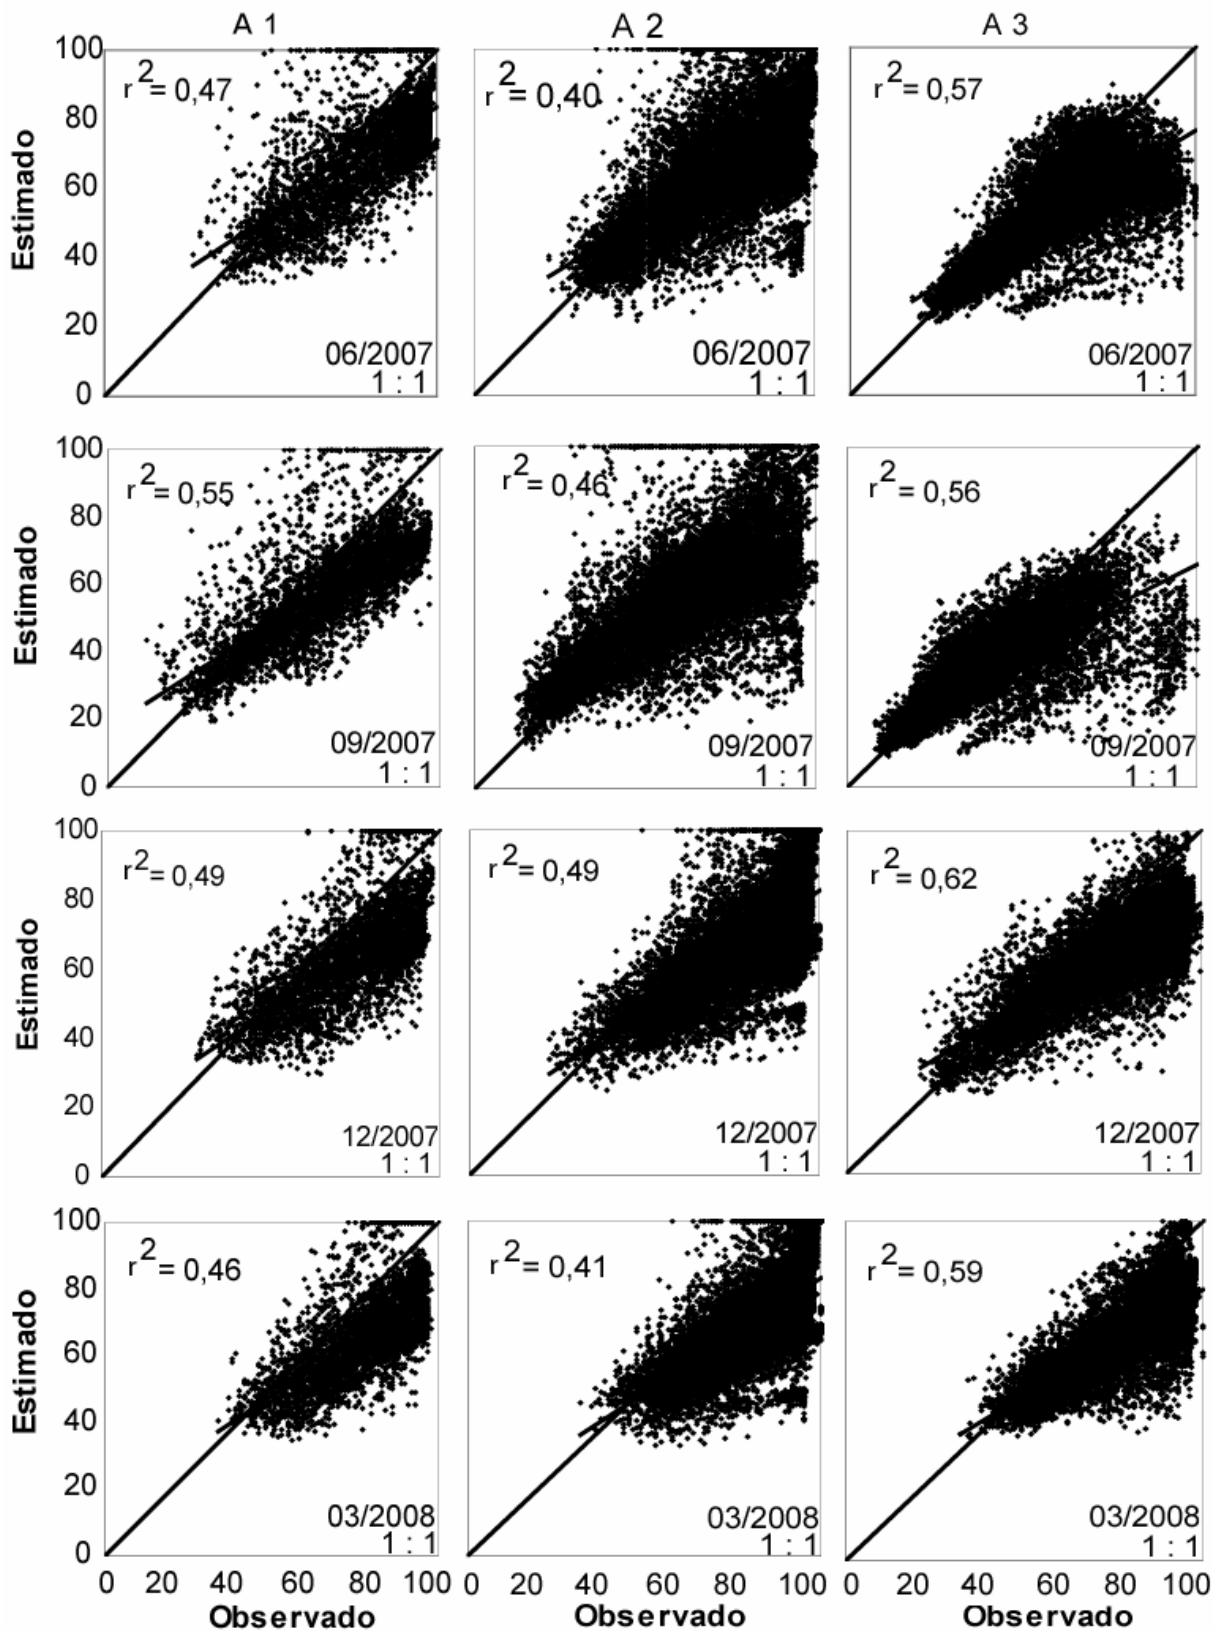 A 1 A 2 A 3
100
r2= 0,47 r2= 0,40 r2= 0,57
80
Estimado
60
40
20
06/2007 06/2007 06/2007
1 : 1 1 : 1 1 : 1
0
100
r2= 0,55 r2= 0,46 r2= 0,56
80
Estimado
60
40
20
09/2007 09/2007 09/2007
1 : 1 1 : 1 1 : 1
0
100
r2= 0,49 r2= 0,49 r2= 0,62
80
Estimado
60
40
20
12/2007 12/2007 12/2007
1 : 1 1 : 1 1 : 1
0
100
r2= 0,46 r2= 0,41 r2= 0,59
80
Estimado
60
40
20
03/2008 03/2008 03/2008
1 : 1 1 : 1 1 : 1
0
0 20 40 60 80 100 0 20 40 60 80 100 0 20 40 60 80 100
Observado Observado Observado